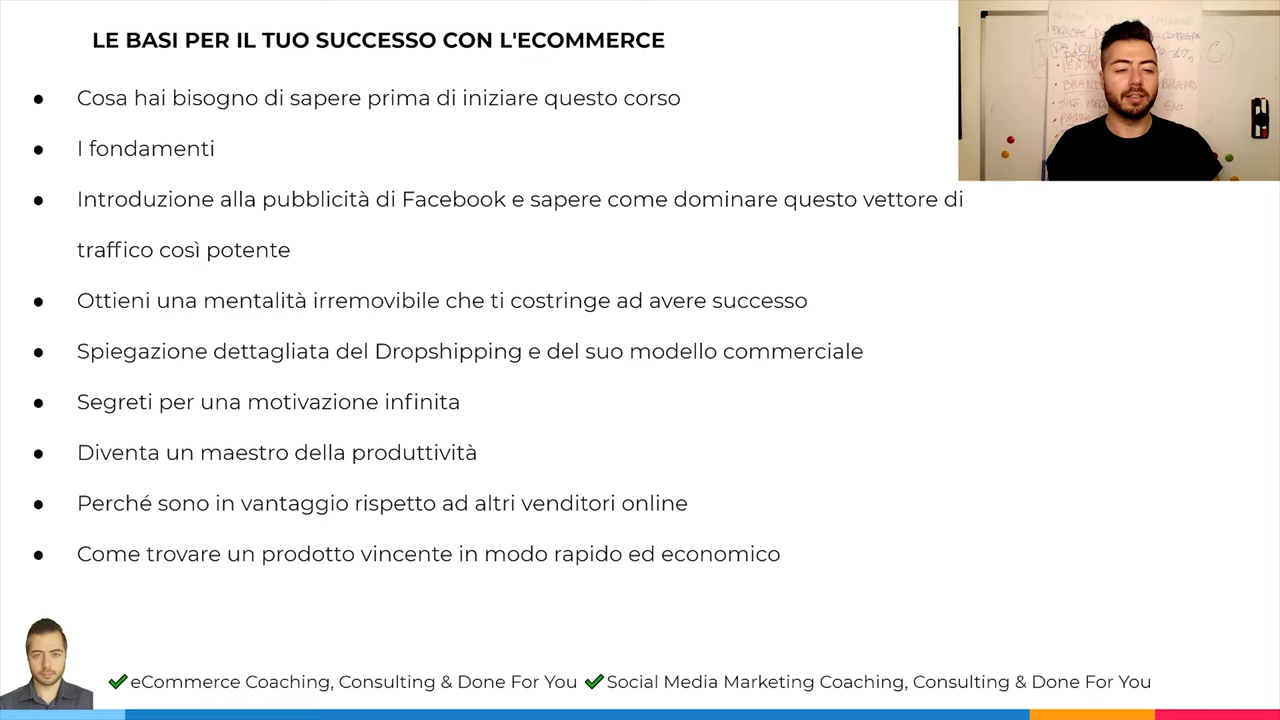 LE BASI PER IL TUO SUCCESSO CON L'ECOMMERCE
● Cosa hai bisogno di sapere prima di iniziare questo corso
● I fondamenti
● Introduzione alla pubblicità di Facebook e sapere come dominare questo vettore di
traffico così potente
● Ottieni una mentalità irremovibile che ti costringe ad avere successo
● Spiegazione dettagliata del Dropshipping e del suo modello commerciale
● Segreti per una motivazione infinita
● Diventa un maestro della produttività
● Perché sono in vantaggio rispetto ad altri venditori online
● Come trovare un prodotto vincente in modo rapido ed economico
eCommerce Coaching, Consulting & Done For You Social Media Marketing Coaching, Consulting & Done For You